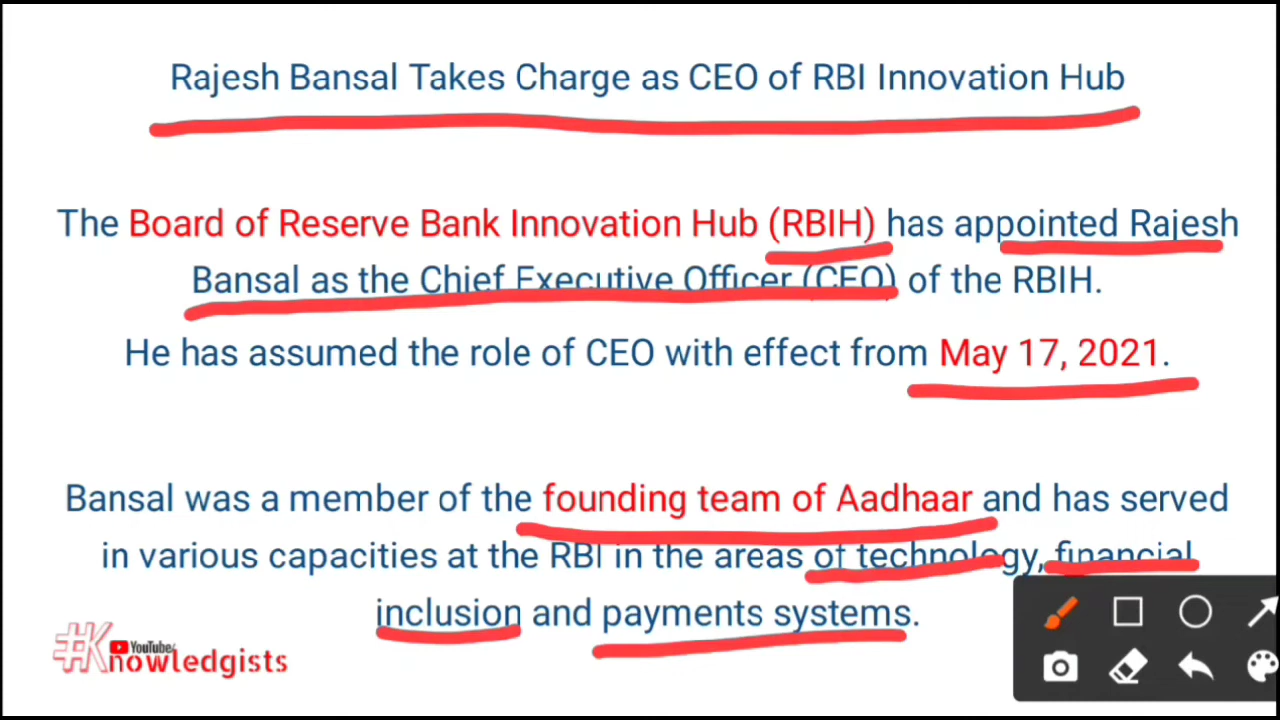 Rajesh Bansal Takes Charge as CEO of RBI Innovation Hub
The Board of Reserve Bank Innovation Hub (RBIH) has appointed Rajesh
Bansal as the Chief Executive Officer (CEO) of the RBIH.
He has assumed the role of CEO with effect from May 17, 2021.
Bansal was a member of the founding team of Aadhaar and has served
in various capacities at the RBI in the areas of technology, financial
inclusion and payments systems.
YouTube/
#Knowledgists